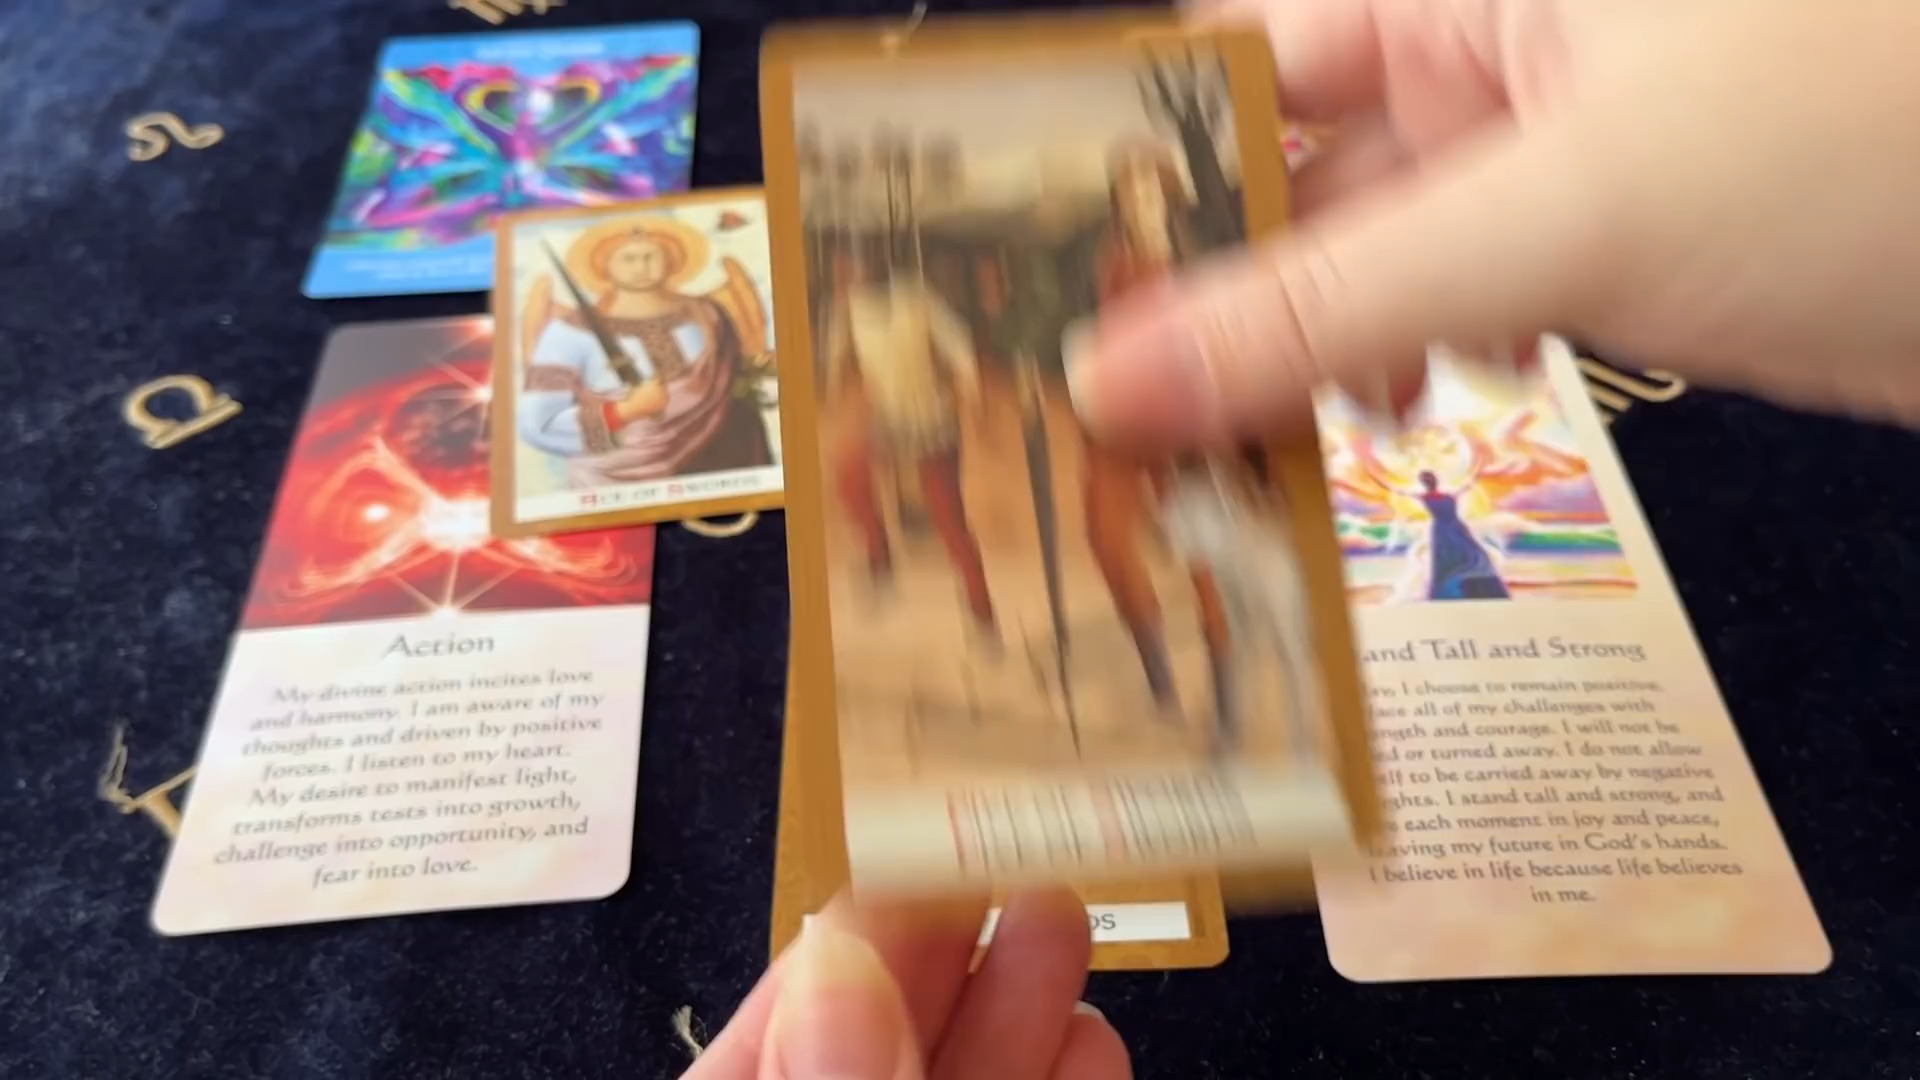 Ace of Swords
Action
My divine action incites love
and harmony. I am aware of my
thoughts and driven by positive
forces. I listen to my heart.
My desire to manifest light,
transforms tests into growth,
challenge into opportunity, and
fear into love.
and Tall and Strong
I choose to remain positive,
all of my challenges with
and courage. I will not be
or turned away. I do not allow
to be carried away by negative
I stand tall and strong, and
each moment in joy and peace,
my future in God's hands.
I believe in life because life believes
in me.